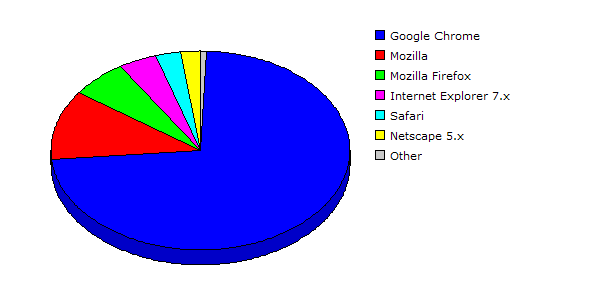 Google Chrome
Mozilla
Mozilla Firefox
Internet Explorer 7.x
Safari
Netscape 5.x
Other